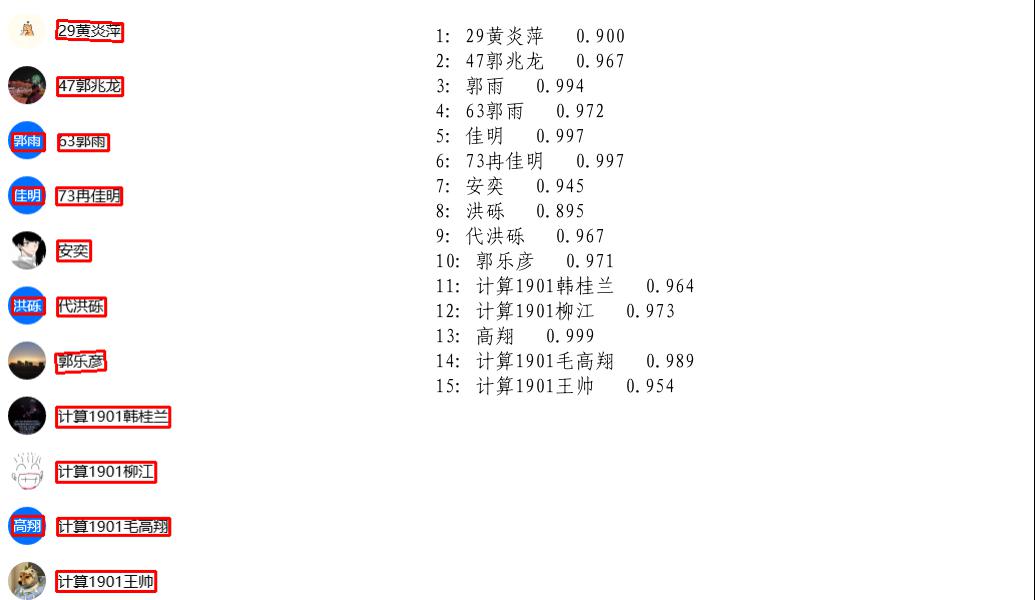 29黄炎萍
47郭兆龙
郭雨 63郭雨
佳明 73冉佳明
安奕
洪砾 代洪砾
郭乐彦
计算1901韩桂兰
计算1901柳江
高翔 计算1901毛高翔
计算1901王帅
1: 29黄炎萍 0.900
2: 47郭兆龙 0.967
3: 郭雨 0.994
4: 63郭雨 0.972
5: 佳明 0.997
6: 73冉佳明 0.997
7: 安奕 0.945
8: 洪砾 0.895
9: 代洪砾 0.967
10: 郭乐彦 0.971
11: 计算1901韩桂兰 0.964
12: 计算1901柳江 0.973
13: 高翔 0.999
14: 计算1901毛高翔 0.989
15: 计算1901王帅 0.954